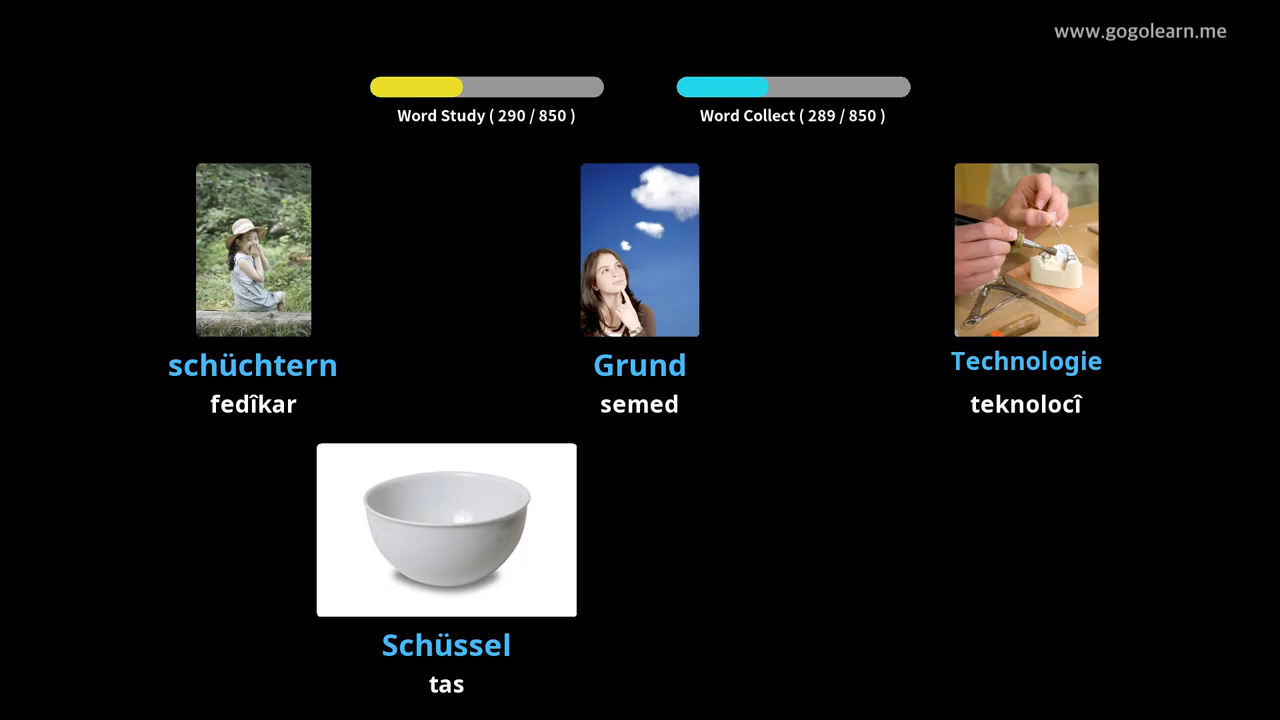 www.gogolearn.me
Word Study ( 290 / 850 )
Word Collect ( 289 / 850 )
schüchtern
fedîkar
Grund
semed
Technologie
teknolocî
Schüssel
tas